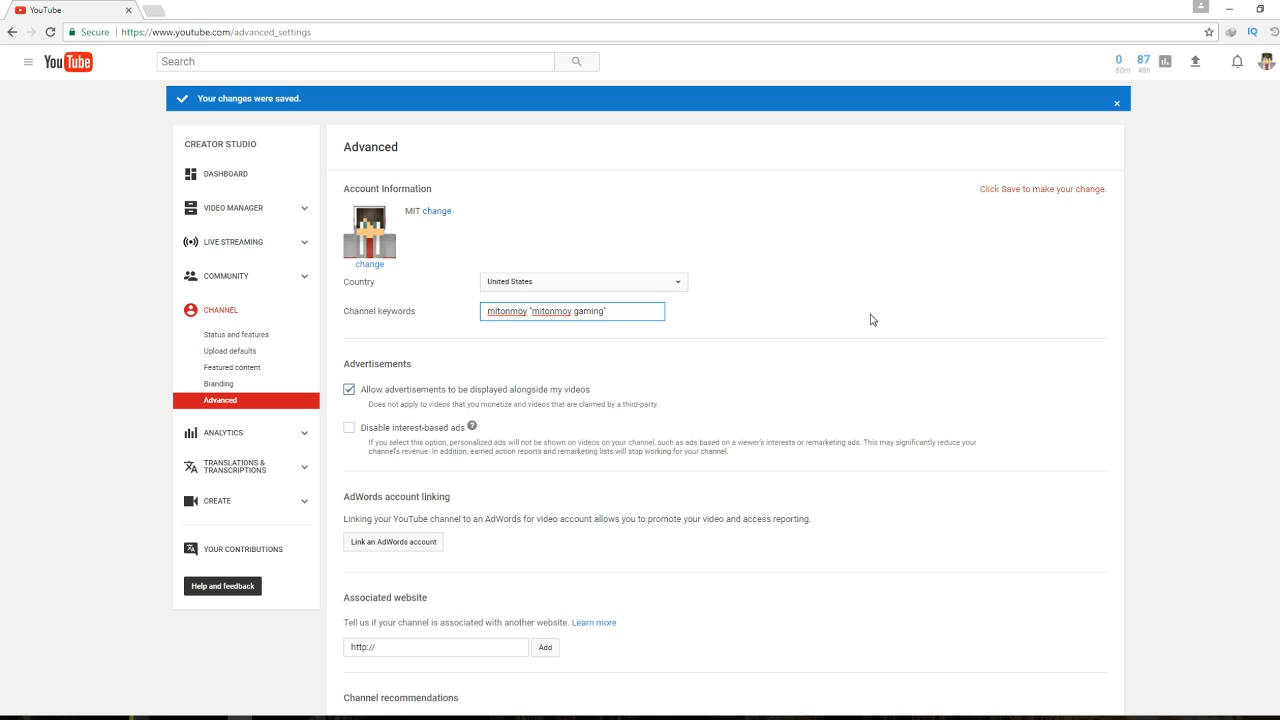 YouTube
Secure
https://www.youtube.com/advanced_settings
IQ
YouTube
Search
0
60m
87
48h
Your changes were saved.
CREATOR STUDIO
DASHBOARD
VIDEO MANAGER
LIVE STREAMING
COMMUNITY
CHANNEL
Status and features
Upload defaults
Featured content
Branding
Advanced
ANALYTICS
TRANSLATIONS &
TRANSCRIPTIONS
CREATE
YOUR CONTRIBUTIONS
Help and feedback
Advanced
Account Information
Click Save to make your change.
MIT change
change
Country
United States
Channel keywords
mitonmoy "mitonmoy gaming"
Advertisements
Allow advertisements to be displayed alongside my videos
Does not apply to videos that you monetize and videos that are claimed by a third-party.
Disable interest-based ads ?
If you select this option, personalized ads will not be shown on videos on your channel, such as ads based on a viewer's interests or remarketing ads. This may significantly reduce your
channel's revenue. In addition, earned action reports and remarketing lists will stop working for your channel.
AdWords account linking
Linking your YouTube channel to an AdWords for video account allows you to promote your video and access reporting.
Link an AdWords account
Associated website
Tell us if your channel is associated with another website. Learn more
http://
Add
Channel recommendations